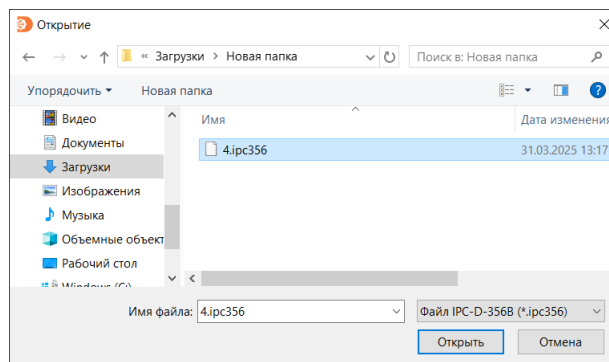 Открытие
« Загрузки › Новая папка
Поиск в: Новая папка
Упорядочить
Новая папка
Видео
Документы
Загрузки
Изображения
Музыка
Объемные объект
Рабочий стол
Windows (C:)
Имя
Дата изменения
4.ipc356
31.03.2025 13:17
Имя файла: 4.ipc356
Файл IPC-D-356B (*.ipc356)
Открыть
Отмена